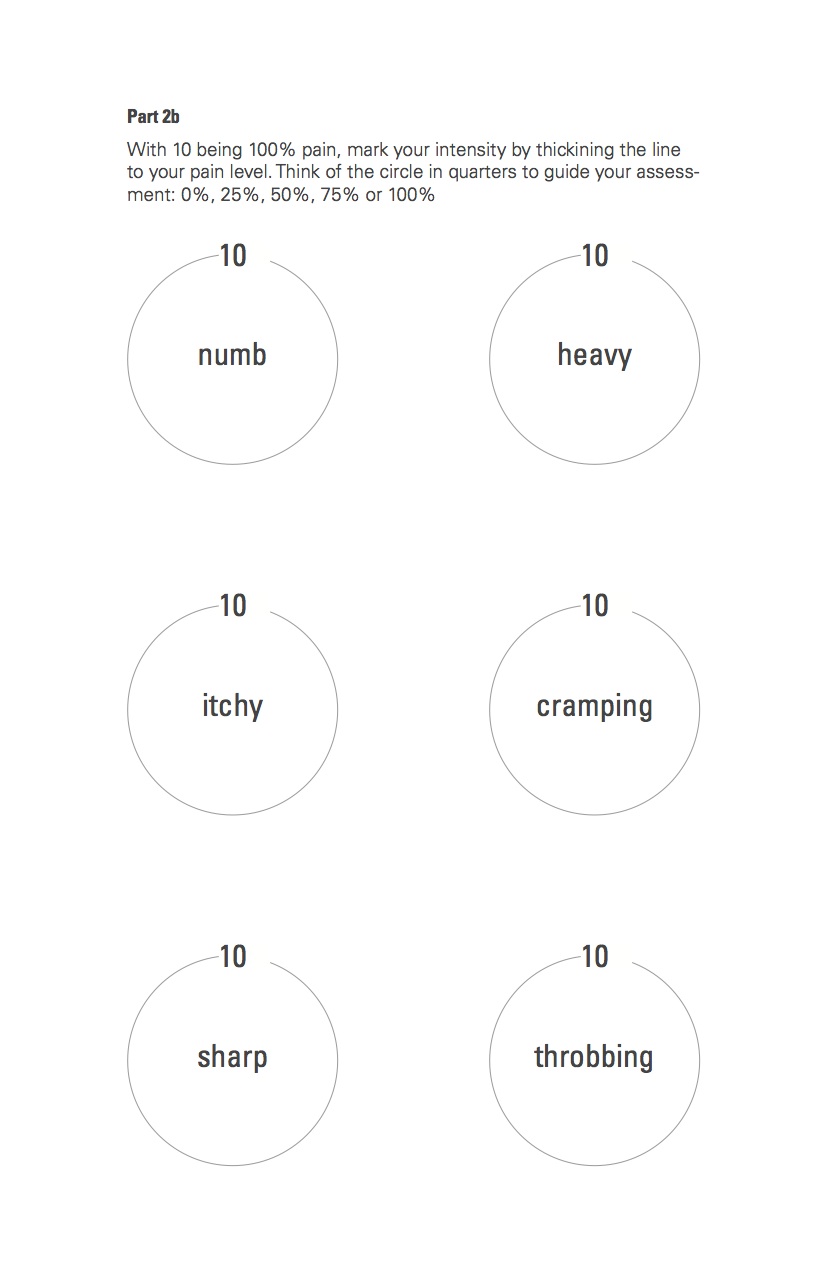 Part 2b
With 10 being 100% pain, mark your intensity by thickining the line
to your pain level. Think of the circle in quarters to guide your assess-
ment: 0%, 25%, 50%, 75% or 100%
10
numb
10
heavy
10
itchy
10
cramping
10
sharp
10
throbbing